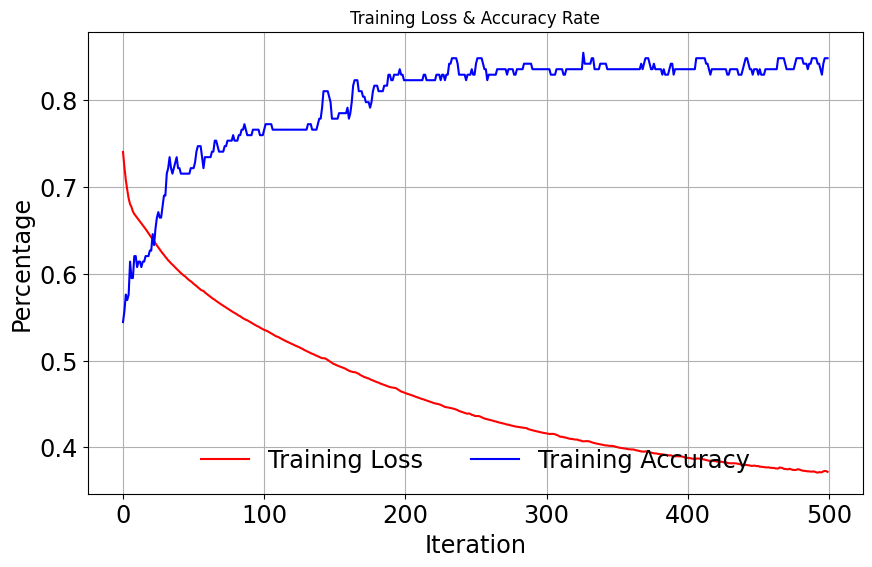 Training Loss & Accuracy Rate
Percentage
0.8
0.7
0.6
0.5
0.4
Training Loss Training Accuracy
0 100 200 300 400 500
Iteration